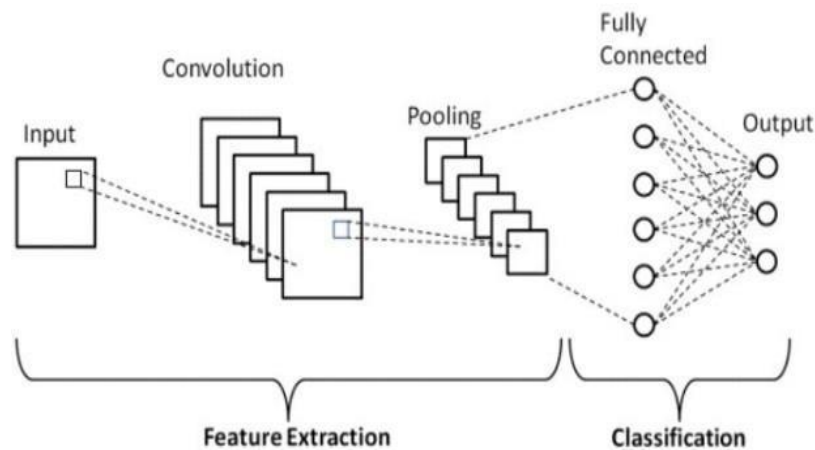 Input
Convolution
Pooling
Fully
Connected
Output
Feature Extraction
Classification